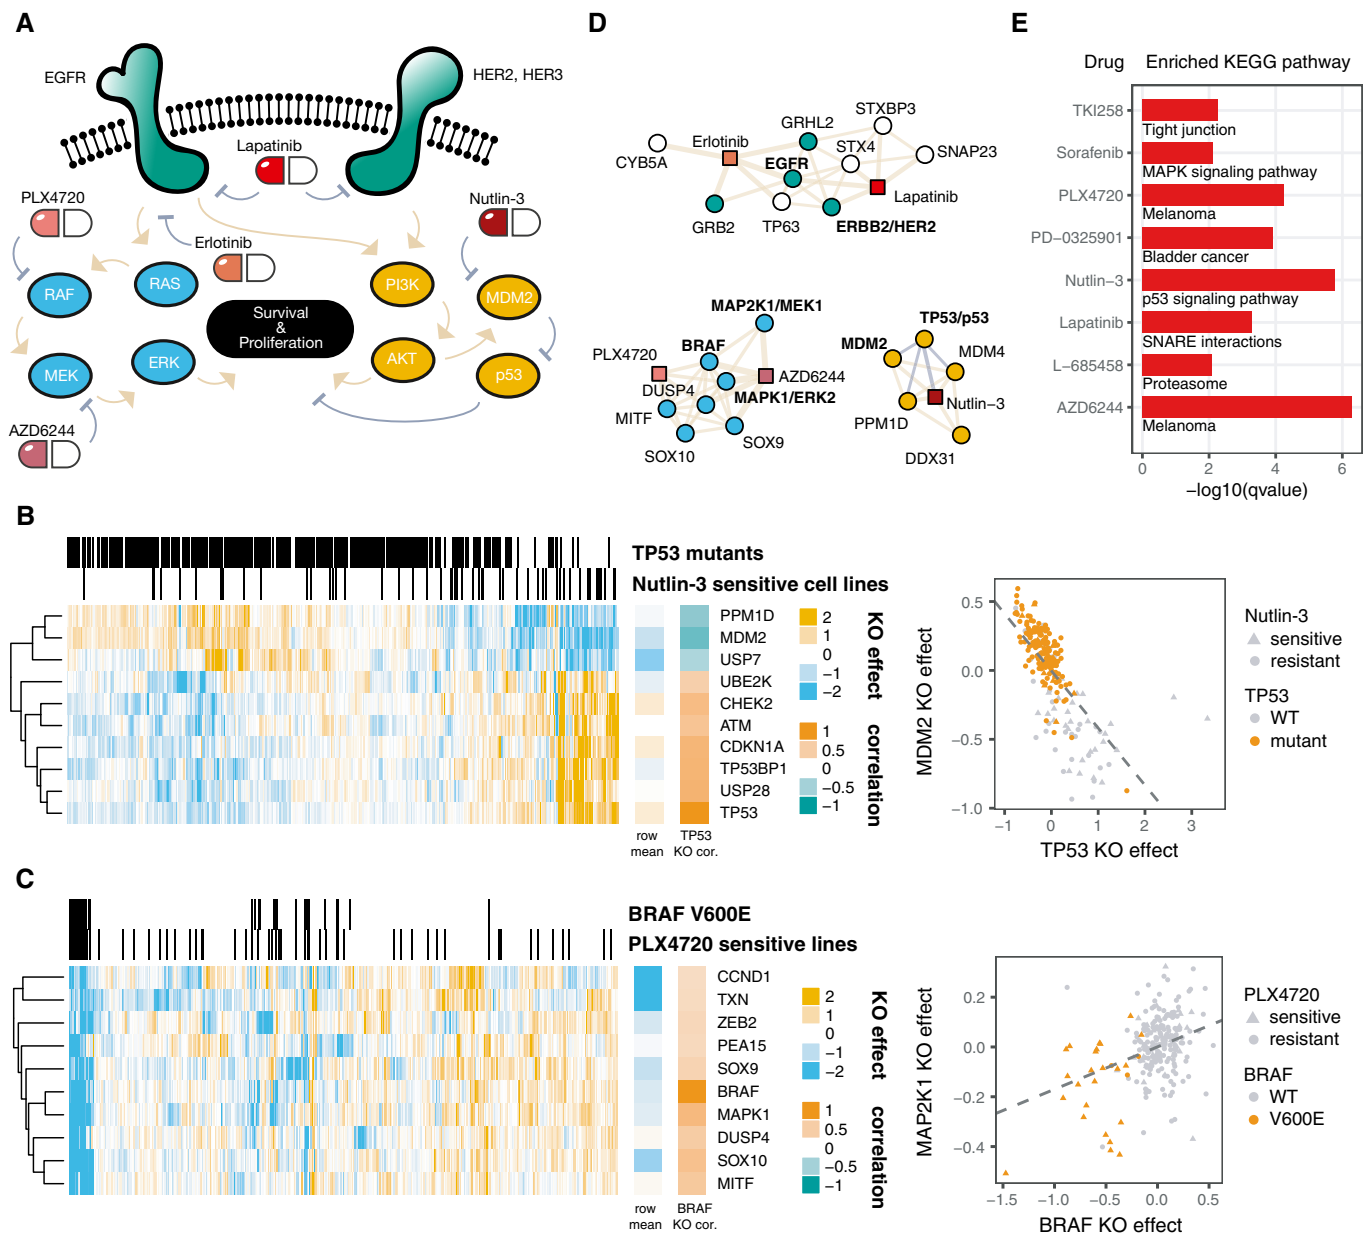 A
EGFR
HER2, HER3
Lapatinib
PLX4720
Nutlin-3
Erlotinib
RAF
RAS
PI3K
MDM2
Survival
&
Proliferation
MEK
ERK
AKT
p53
AZD6244
D
STXBP3
GRHL2
Erlotinib
STX4
SNAP23
CYB5A
EGFR
Lapatinib
GRB2
TP63
ERBB2/HER2
MAP2K1/MEK1
TP53/p53
BRAF
MDM2
MDM4
PLX4720
AZD6244
DUSP4
MAPK1/ERK2
Nutlin−3
MITF
PPM1D
SOX9
SOX10
DDX31
E
Drug
Enriched KEGG pathway
TKI258
Tight junction
Sorafenib
MAPK signaling pathway
PLX4720
Melanoma
PD−0325901
Bladder cancer
Nutlin−3
p53 signaling pathway
Lapatinib
SNARE interactions
L−685458
Proteasome
AZD6244
Melanoma
0 2 4 6
−log10(qvalue)
B
TP53 mutants
Nutlin-3 sensitive cell lines
PPM1D
MDM2
USP7
UBE2K
CHEK2
ATM
CDKN1A
TP53BP1
USP28
TP53
row
mean
TP53
KO cor.
2
1
0
−1
−2
KO effect
1
0.5
0
−0.5
−1
correlation
0.5
0.0
−0.5
−1.0
MDM2 KO effect
−1 0 1 2 3
TP53 KO effect
Nutlin−3
sensitive
resistant
TP53
WT
mutant
C
BRAF V600E
PLX4720 sensitive lines
CCND1
TXN
ZEB2
PEA15
SOX9
BRAF
MAPK1
DUSP4
SOX10
MITF
row
mean
BRAF
KO cor.
2
1
0
−1
−2
KO effect
1
0.5
0
−0.5
−1
correlation
0.2
0.0
−0.2
−0.4
MAP2K1 KO effect
−1.5 −1.0 −0.5 0.0 0.5
BRAF KO effect
PLX4720
sensitive
resistant
BRAF
WT
V600E